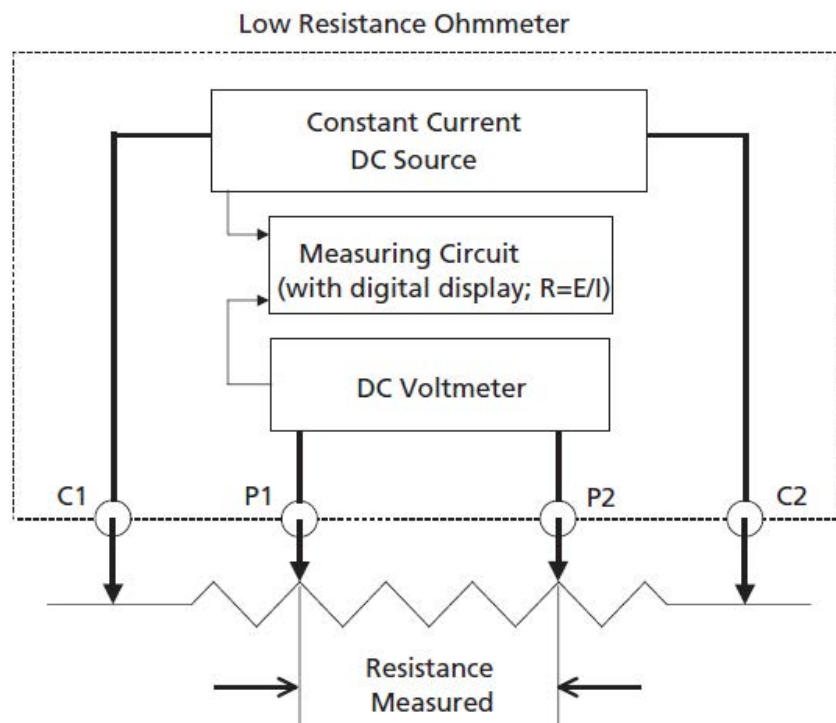 Low Resistance Ohmmeter
Constant Current
DC Source
Measuring Circuit
(with digital display; R=E/I)
DC Voltmeter
C1
P1
P2
C2
Resistance
Measured